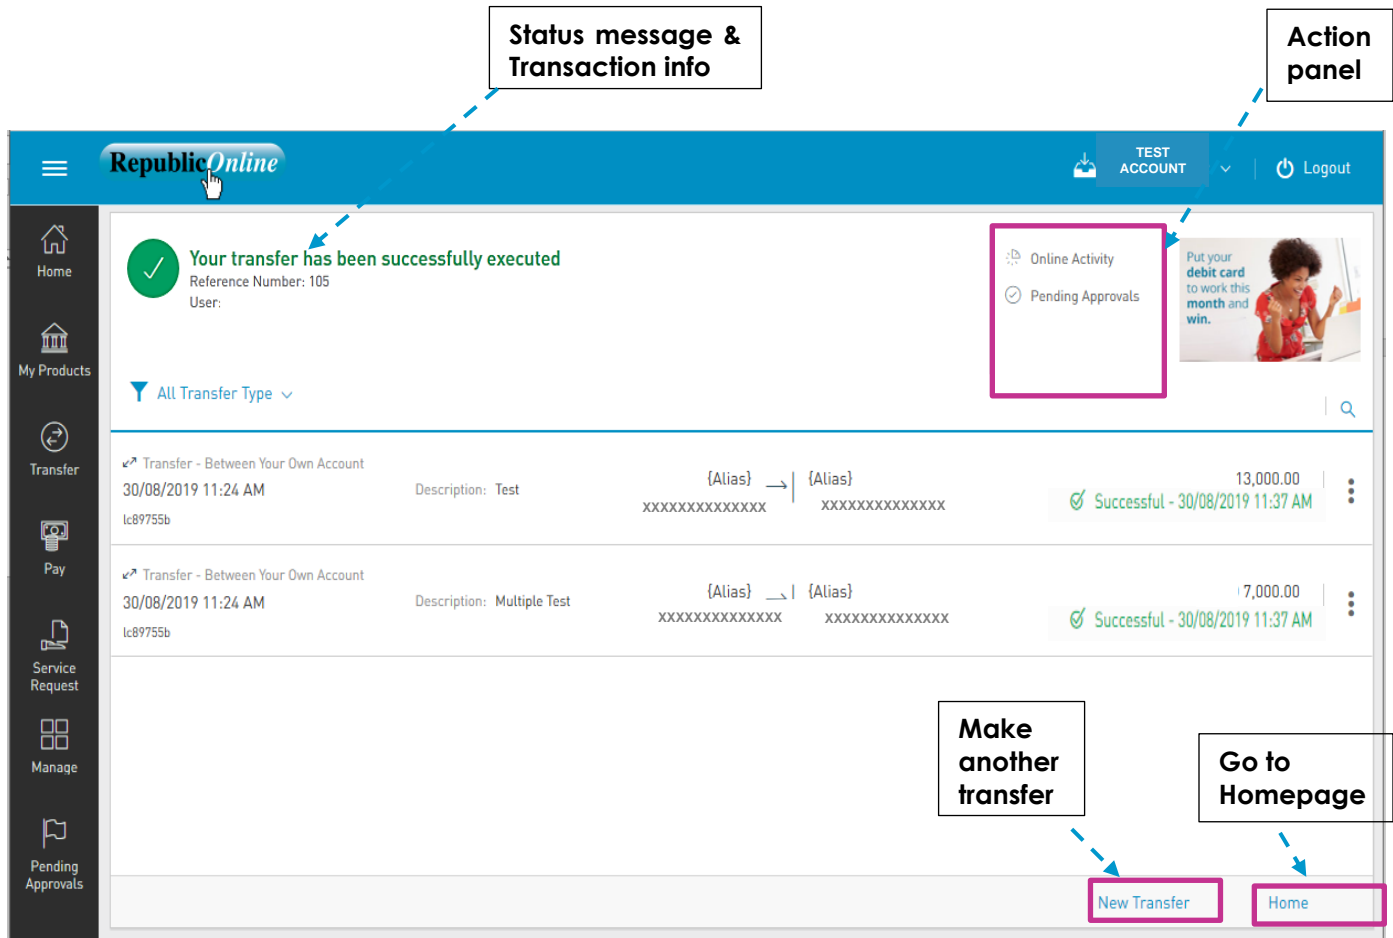 Status message &
Transaction info
Action
panel
RepublicOnline
TEST
ACCOUNT
Logout
Home
My Products
Transfer
Pay
Service
Request
Manage
Pending
Approvals
Your transfer has been successfully executed
Reference Number: 105
User:
Online Activity
Pending Approvals
Put your
debit card
to work this
month and
win.
All Transfer Type
Transfer - Between Your Own Account
30/08/2019 11:24 AM
lc89755b
Description: Test
{Alias} {Alias}
XXXXXXXXXXXXXX XXXXXXXXXXXXXX
13,000.00
Successful - 30/08/2019 11:37 AM
Transfer - Between Your Own Account
30/08/2019 11:24 AM
lc89755b
Description: Multiple Test
{Alias} {Alias}
XXXXXXXXXXXXXX XXXXXXXXXXXXXX
7,000.00
Successful - 30/08/2019 11:37 AM
Make
another
transfer
Go to
Homepage
New Transfer
Home